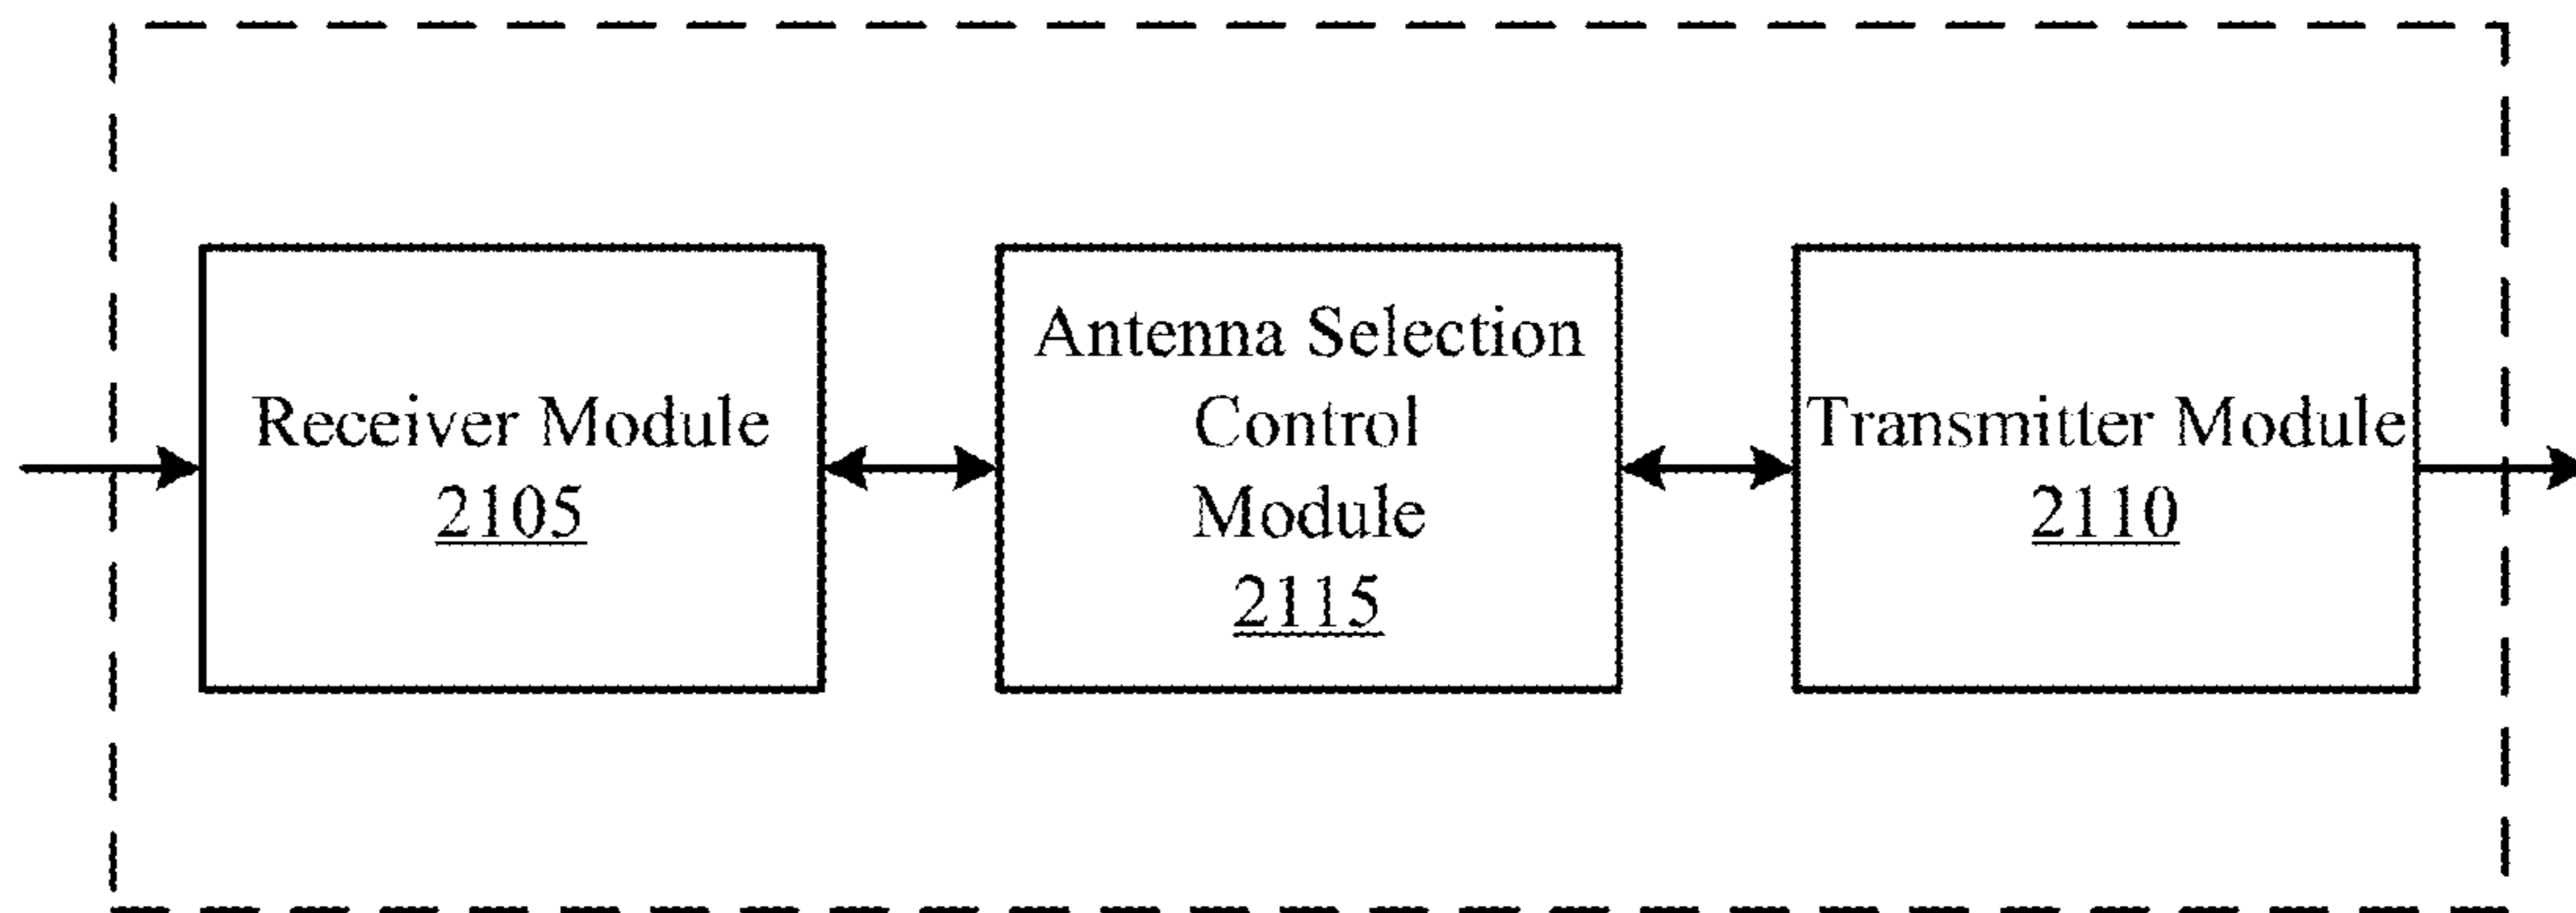 Receiver Module
2105
Antenna Selection
Control
Module
2115
Transmitter Module
2110